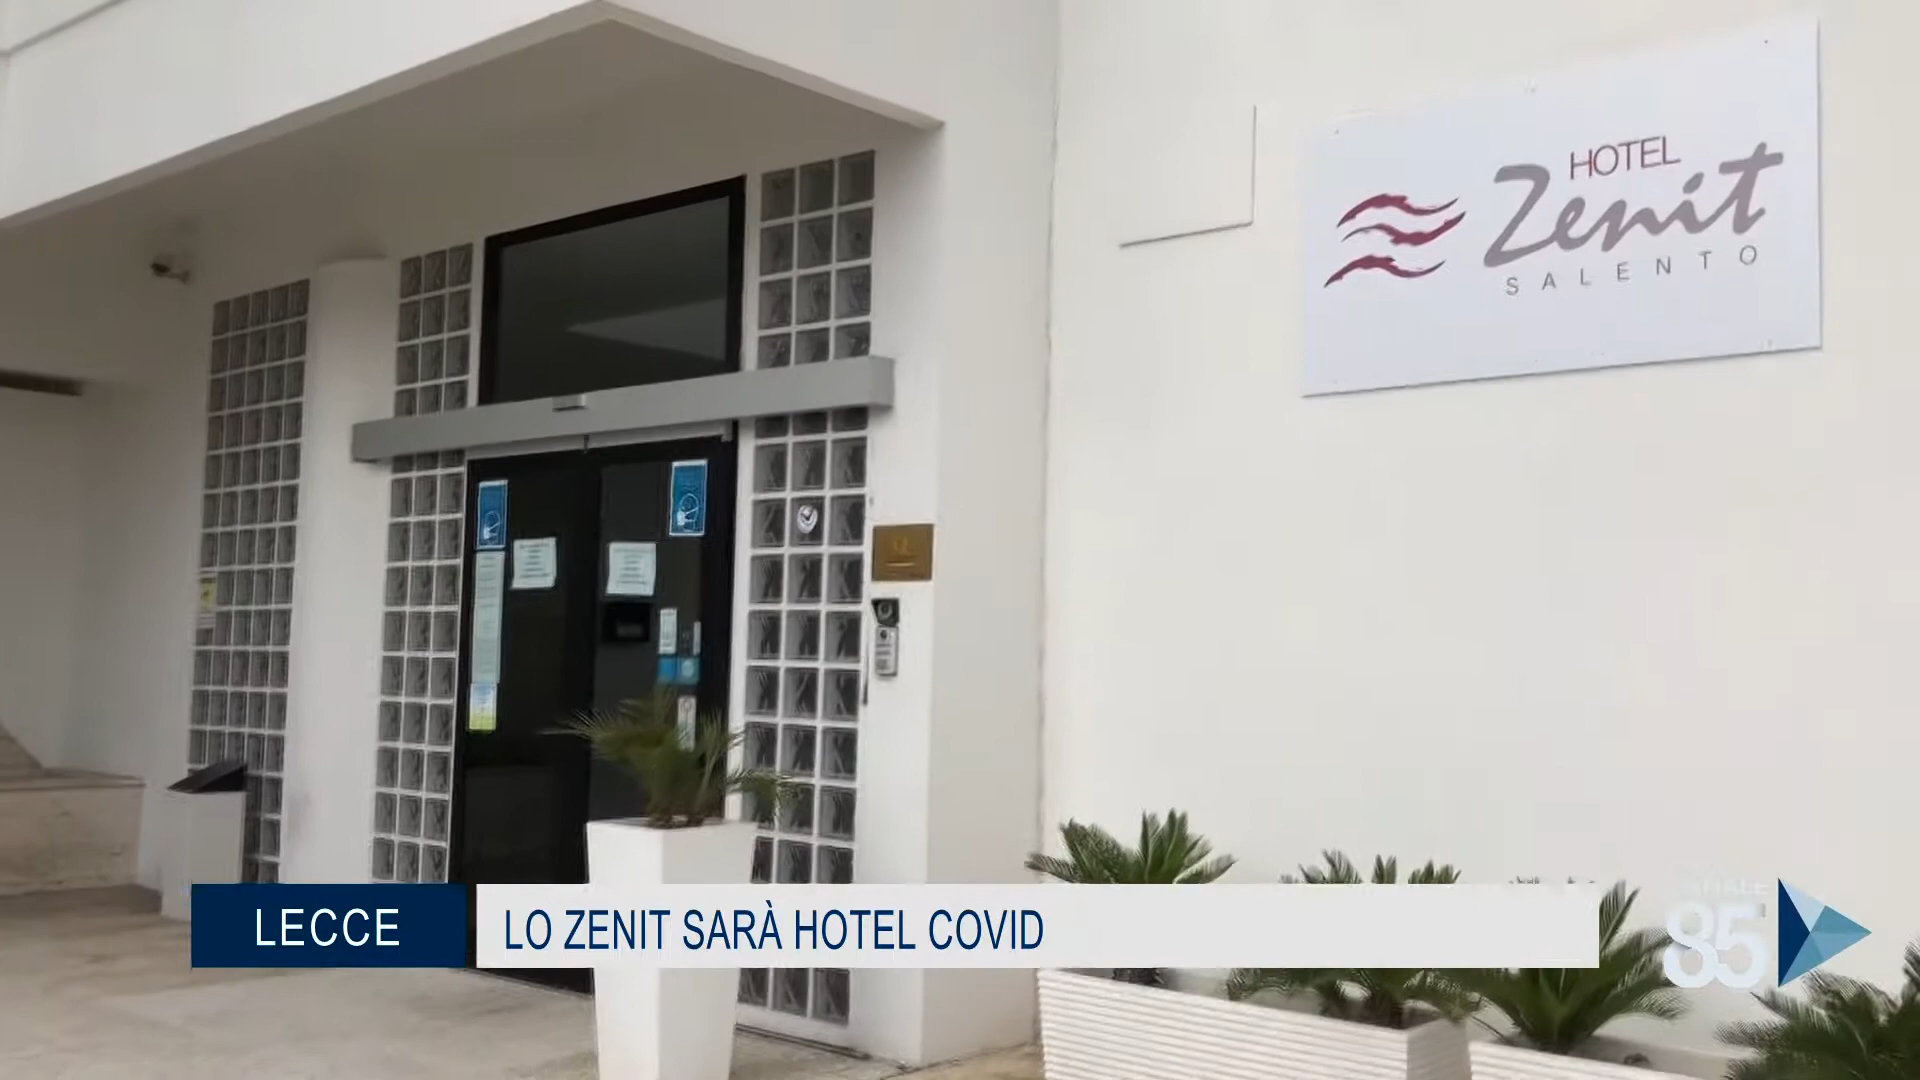 HOTEL
Zenit
SALENTO
LECCE
LO ZENIT SARÀ HOTEL COVID
85